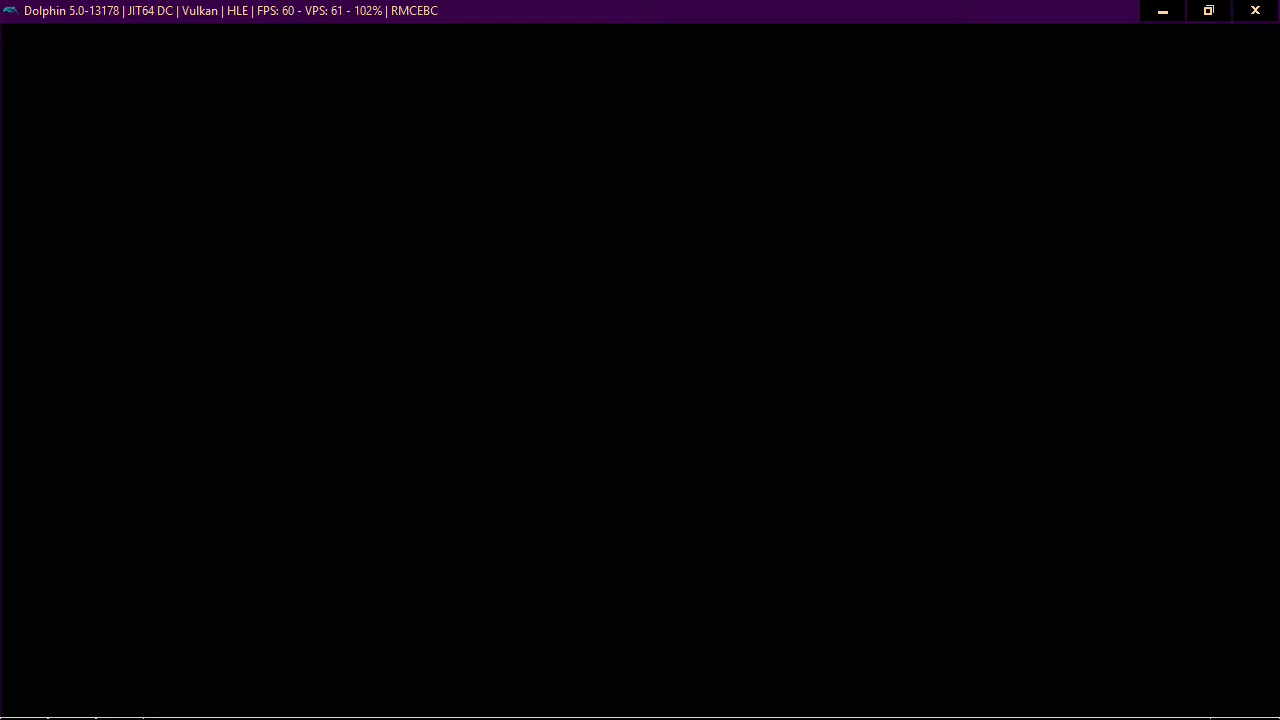 Dolphin 5.0-13178 | JIT64 DC | Vulkan | HLE | FPS: 60 - VPS: 61 - 102% | RMCEBC